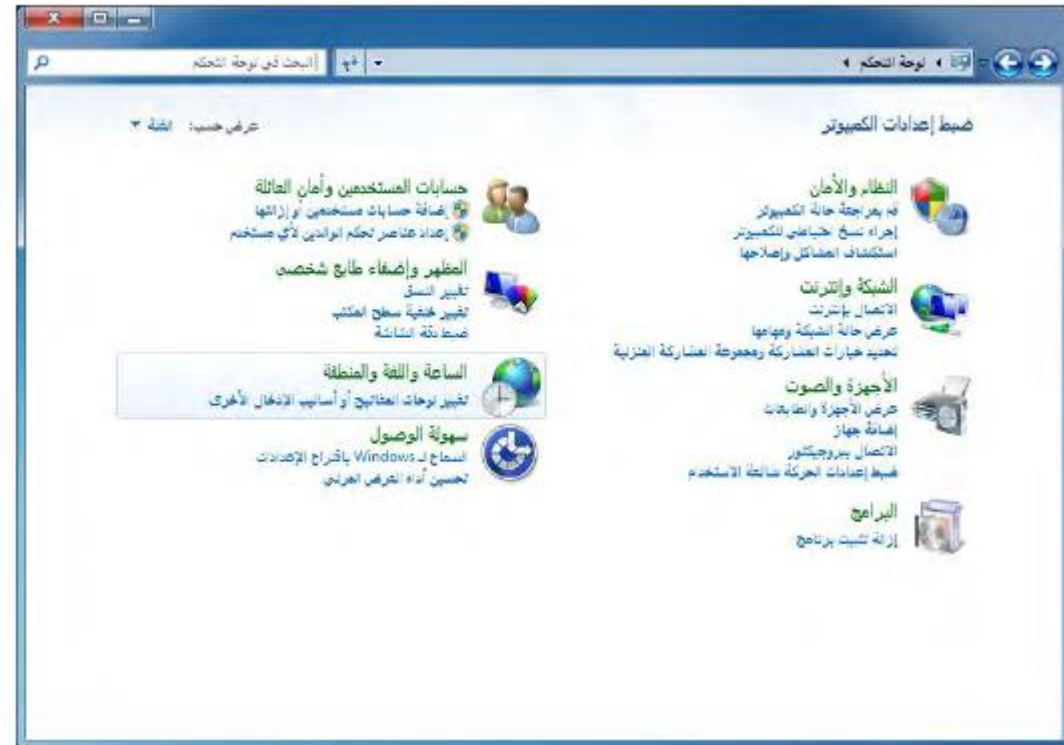 لوحة التحكم
البحث في لوحة التحكم
ضبط إعدادات الكمبيوتر
عرض حسب: الفئة
النظام والأمان
قم بمراجعة حالة الكمبيوتر
إجراء نسخ احتياطي للكمبيوتر
استكشاف المشاكل وإصلاحها
الشبكة وإنترنت
الاتصال بإنترنت
عرض حالة الشبكة ومهامها
تحديد خيارات المشاركة ومجموعة المشاركة المنزلية
الأجهزة والصوت
عرض الأجهزة والطابعات
إضافة جهاز
الاتصال ببروجيكتور
ضبط إعدادات الحركة شائعة الاستخدام
البرامج
إزالة تثبيت برنامج
حسابات المستخدمين وأمان العائلة
إضافة حسابات مستخدمين أو إزالتها
إعداد عناصر تحكم الوالدين لأي مستخدم
المظهر وإضفاء طابع شخصي
تغيير النسق
تغيير خلفية سطح المكتب
ضبط دقة الشاشة
الساعة واللغة والمنطقة
تغيير لوحات المفاتيح أو أساليب الإدخال الأخرى
سهولة الوصول
السماح لـ Windows باقتراح الإعدادات
تحسين أداء العرض المرئي